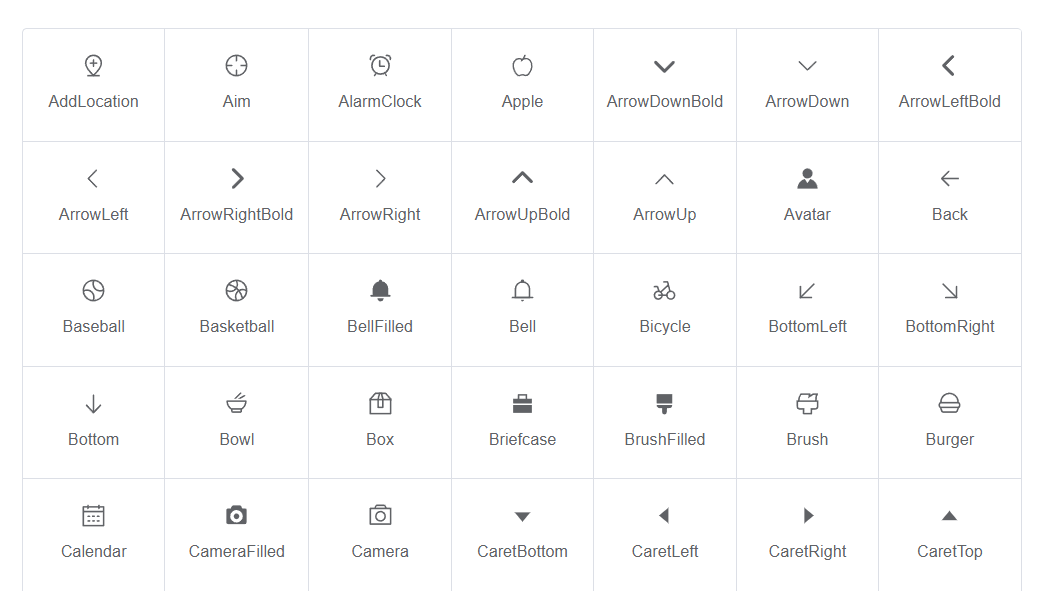 AddLocation Aim AlarmClock Apple ArrowDownBold ArrowDown ArrowLeftBold
ArrowLeft ArrowRightBold ArrowRight ArrowUpBold ArrowUp Avatar Back
Baseball Basketball BellFilled Bell Bicycle BottomLeft BottomRight
Bottom Bowl Box Briefcase BrushFilled Brush Burger
Calendar CameraFilled Camera CaretBottom CaretLeft CaretRight CaretTop